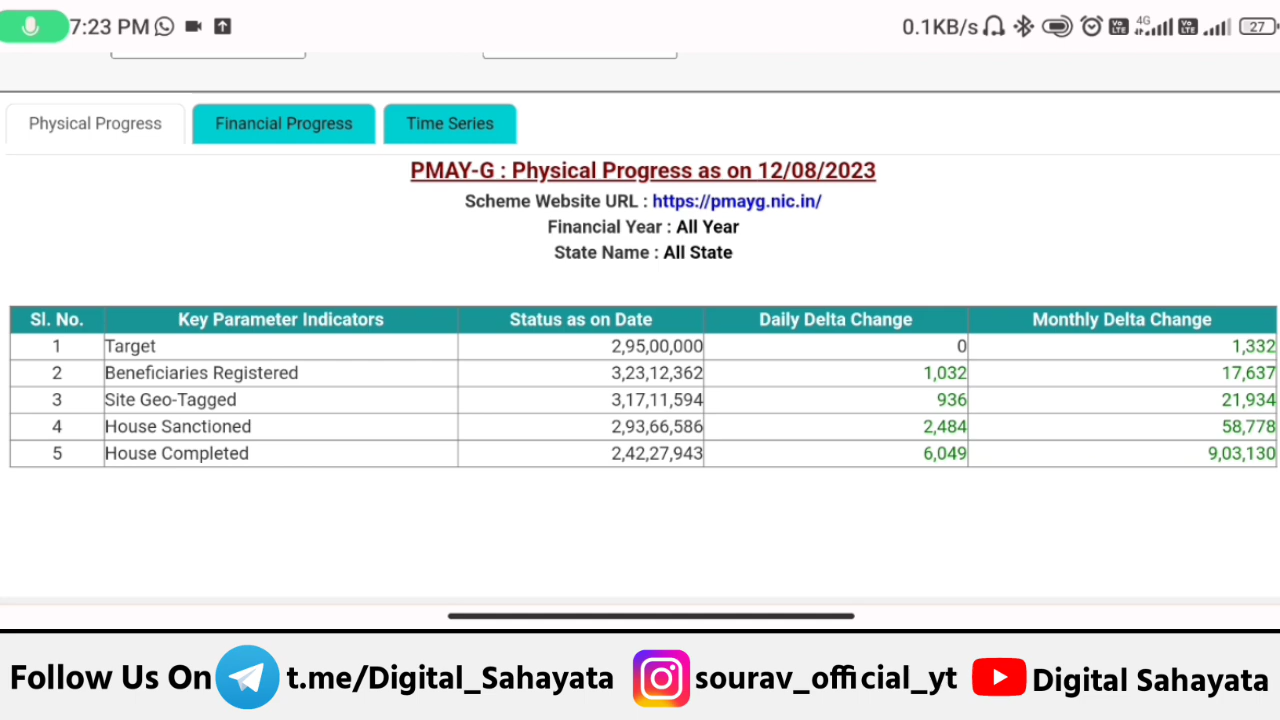 7:23 PM 0.1KB/s Vo LTE 4G Vo LTE 27
Physical Progress Financial Progress Time Series
PMAY-G : Physical Progress as on 12/08/2023
Scheme Website URL : https://pmayg.nic.in/
Financial Year : All Year
State Name : All State
Sl. No. Key Parameter Indicators Status as on Date Daily Delta Change Monthly Delta Change
1 Target 2,95,00,000 0 1,332
2 Beneficiaries Registered 3,23,12,362 1,032 17,637
3 Site Geo-Tagged 3,17,11,594 936 21,934
4 House Sanctioned 2,93,66,586 2,484 58,778
5 House Completed 2,42,27,943 6,049 9,03,130
Follow Us On t.me/Digital_Sahayata sourav_official_yt Digital Sahayata